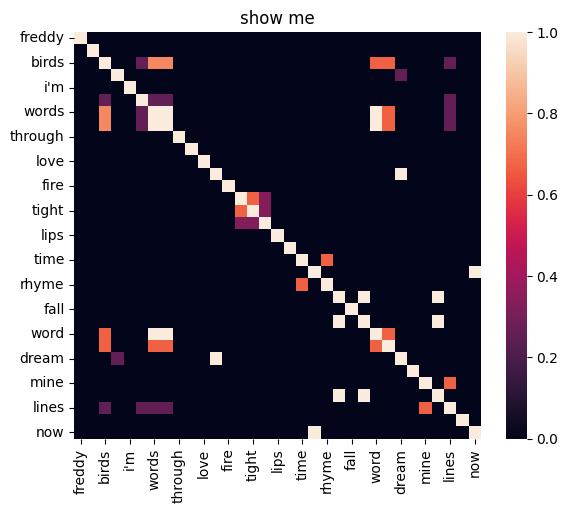 show me
freddy
birds
i'm
words
through
love
fire
tight
lips
time
rhyme
fall
word
dream
mine
lines
now
freddy
birds
i'm
words
through
love
fire
tight
lips
time
rhyme
fall
word
dream
mine
lines
now
1.0
0.8
0.6
0.4
0.2
0.0